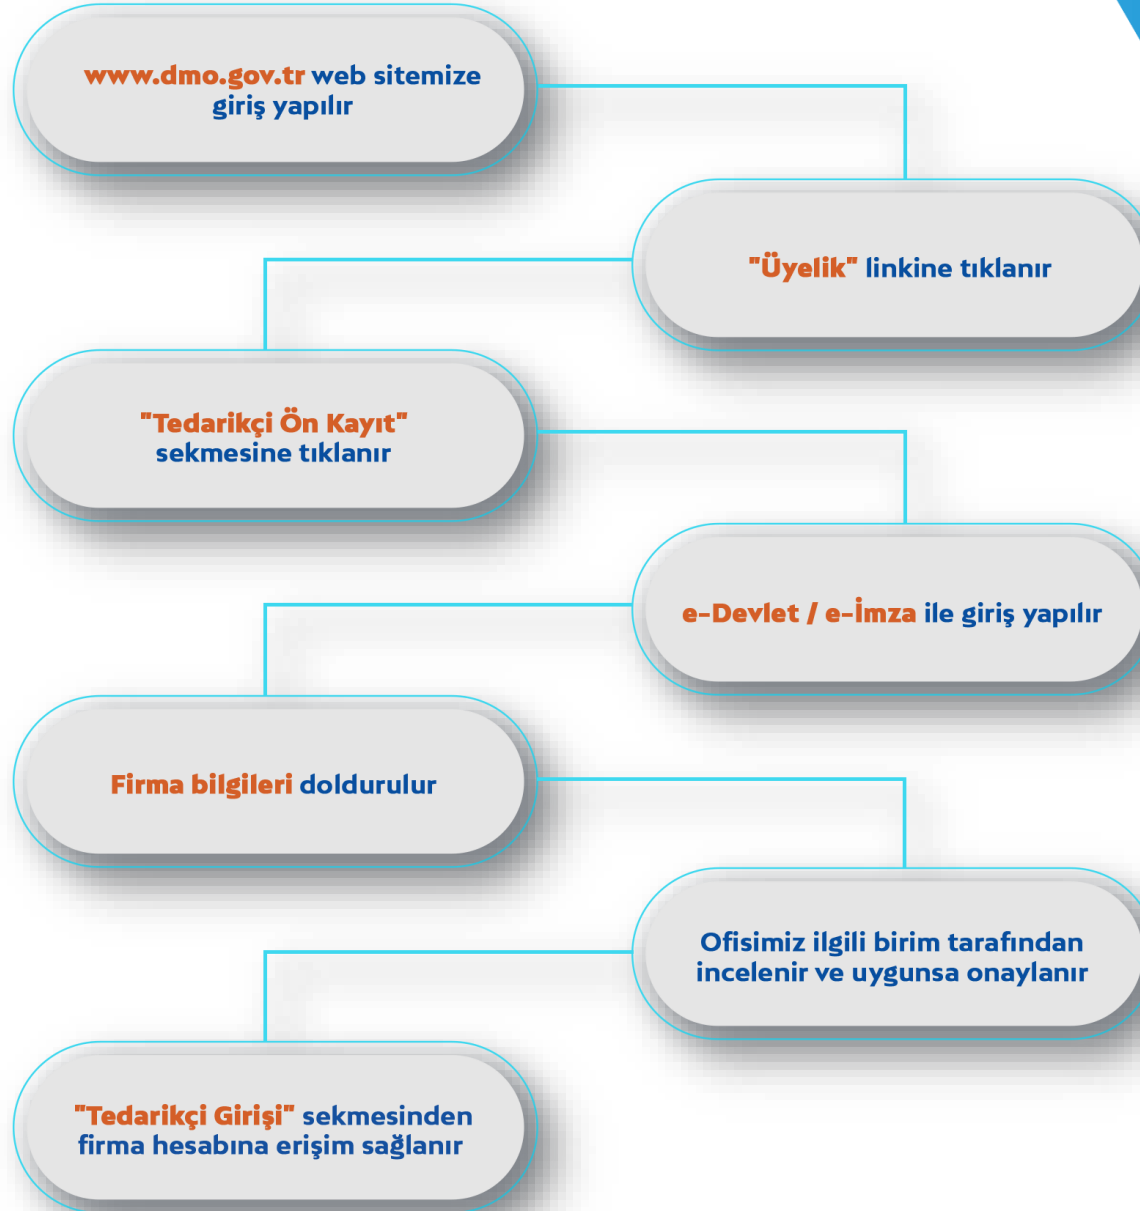 www.dmo.gov.tr web sitemize
giriş yapılır
"Üyelik" linkine tıklanır
"Tedarikçi Ön Kayıt"
sekmesine tıklanır
e-Devlet / e-İmza ile giriş yapılır
Firma bilgileri doldurulur
Ofisimiz ilgili birim tarafından
incelenir ve uygunsa onaylanır
"Tedarikçi Girişi" sekmesinden
firma hesabına erişim sağlanır